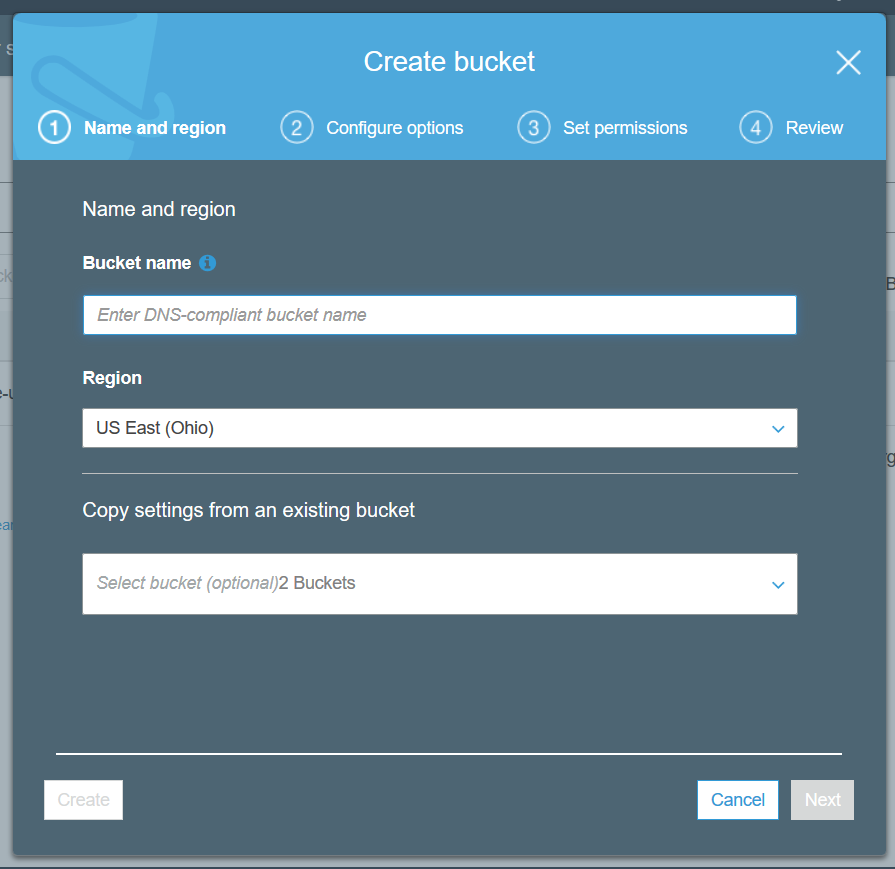 Create bucket
1 Name and region 2 Configure options 3 Set permissions 4 Review
Name and region
Bucket name
Enter DNS-compliant bucket name
Region
US East (Ohio)
Copy settings from an existing bucket
Select bucket (optional)2 Buckets
Create Cancel Next